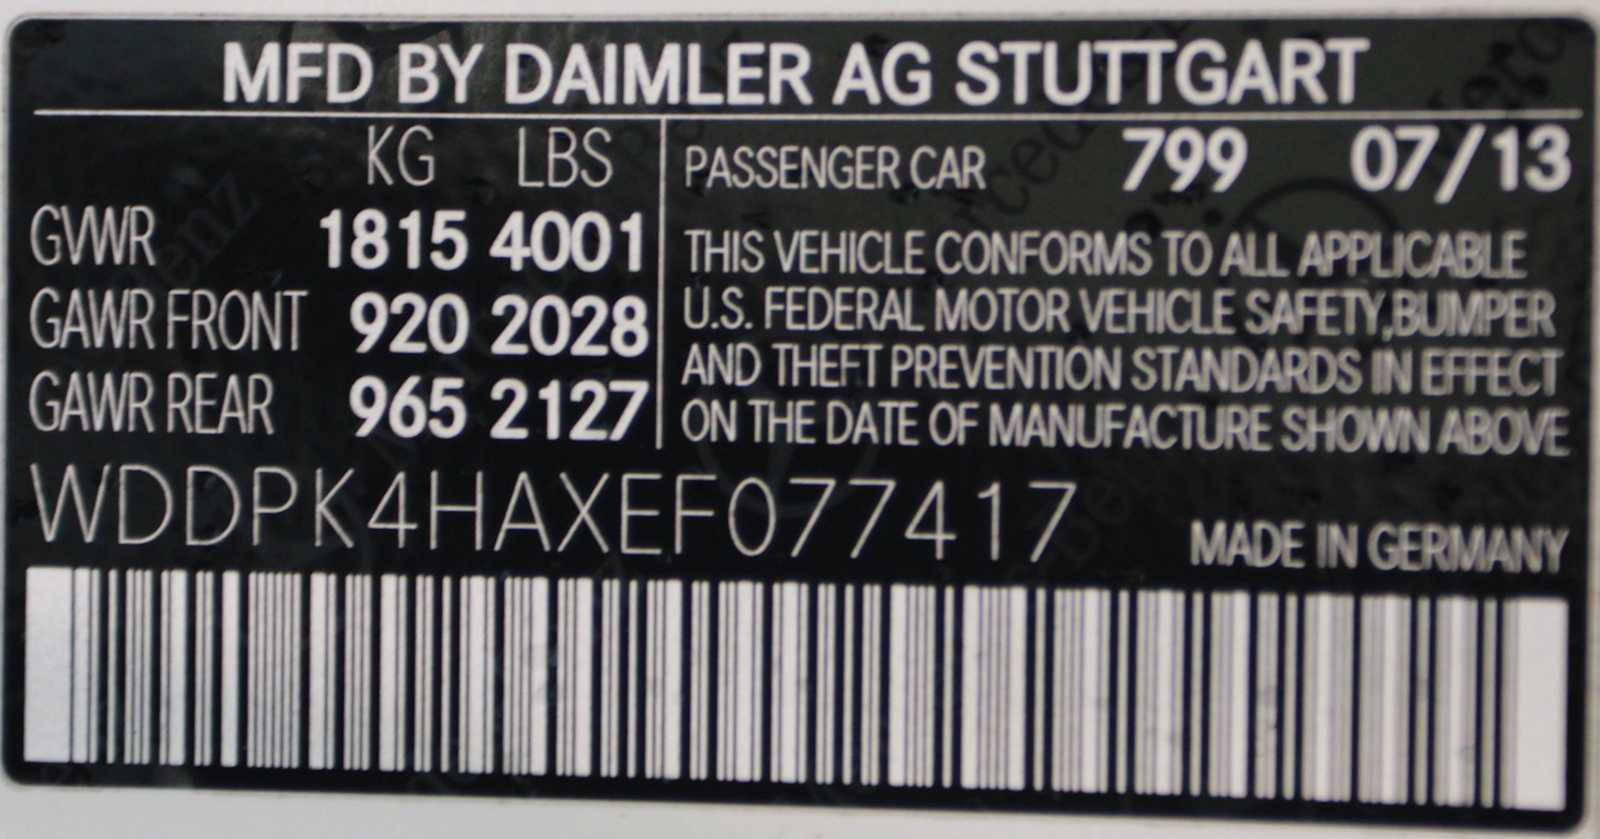 MFD BY DAIMLER AG STUTTGART
KG LBS
GVWR 1815 4001
GAWR FRONT 920 2028
GAWR REAR 965 2127
PASSENGER CAR 799 07/13
THIS VEHICLE CONFORMS TO ALL APPLICABLE
U.S. FEDERAL MOTOR VEHICLE SAFETY,BUMPER
AND THEFT PREVENTION STANDARDS IN EFFECT
ON THE DATE OF MANUFACTURE SHOWN ABOVE
WDDPK4HAXEF077417
MADE IN GERMANY